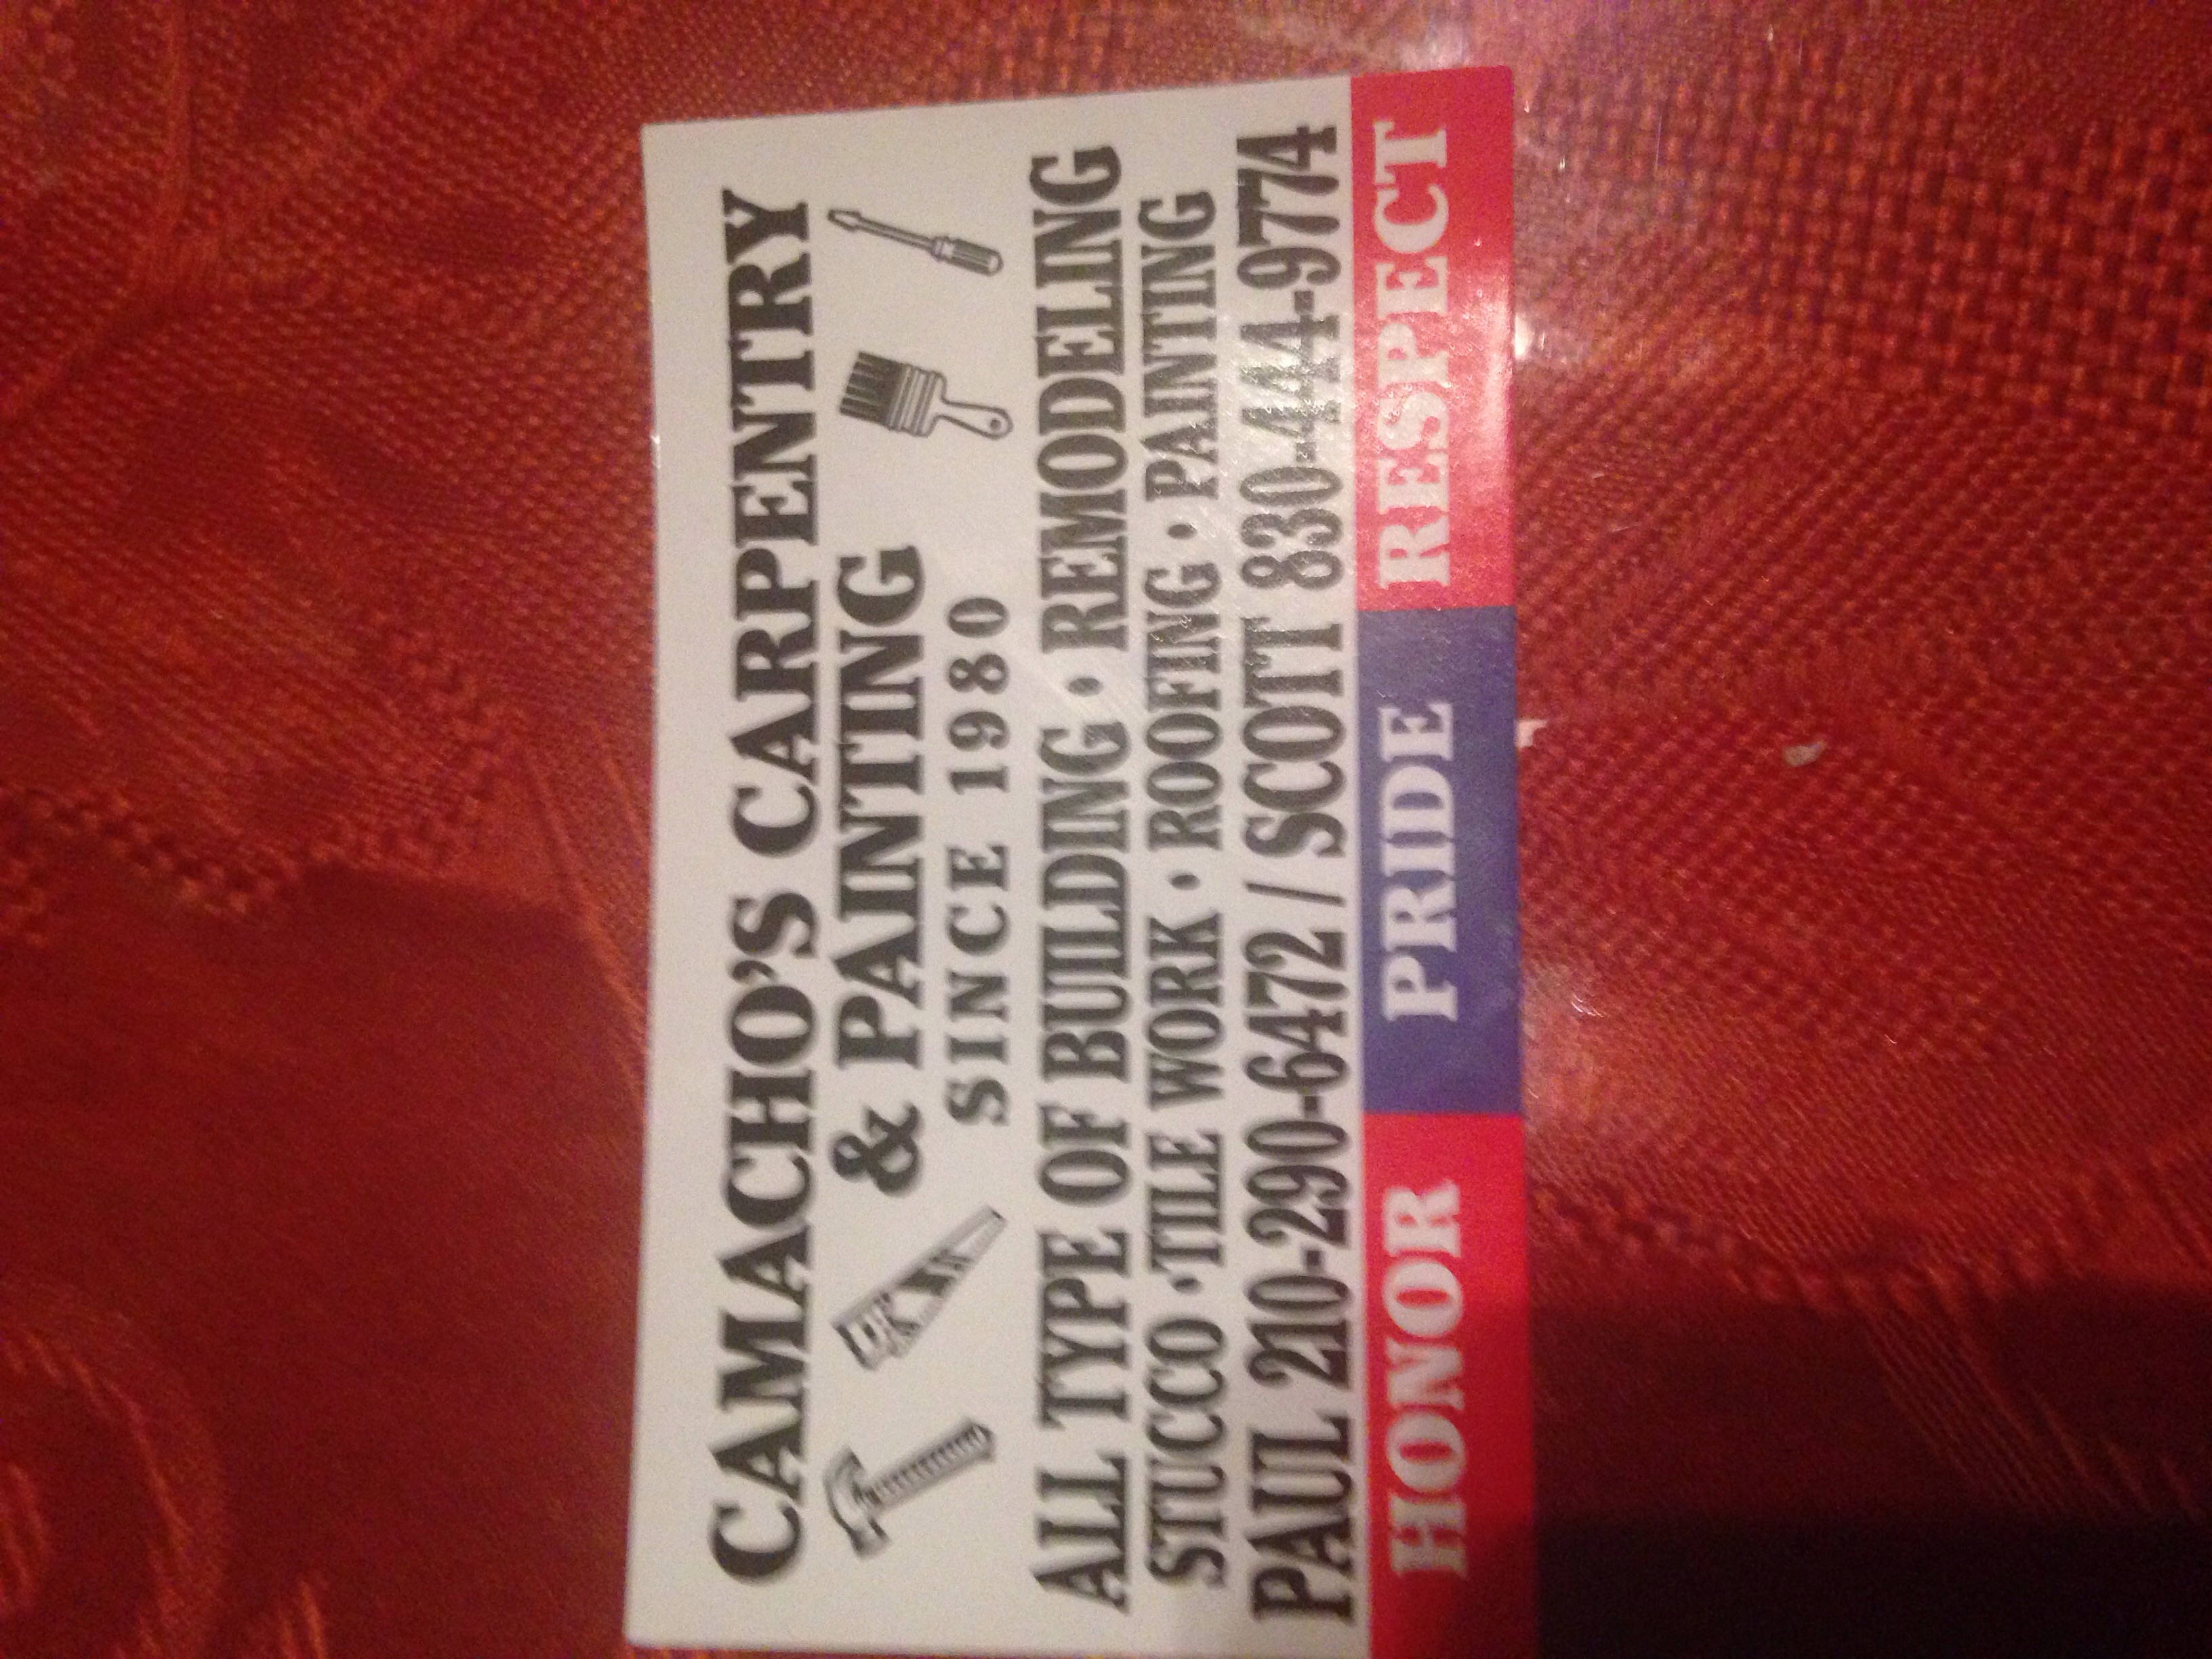 CAMACHO'S CARPENTRY
& PAINTING
SINCE 1980
ALL TYPE OF BUILDING · REMODELING
STUCCO · TILE WORK · ROOFING · PAINTING
PAUL 210-290-6472 / SCOTT 830-444-9774
HONOR PRIDE RESPECT